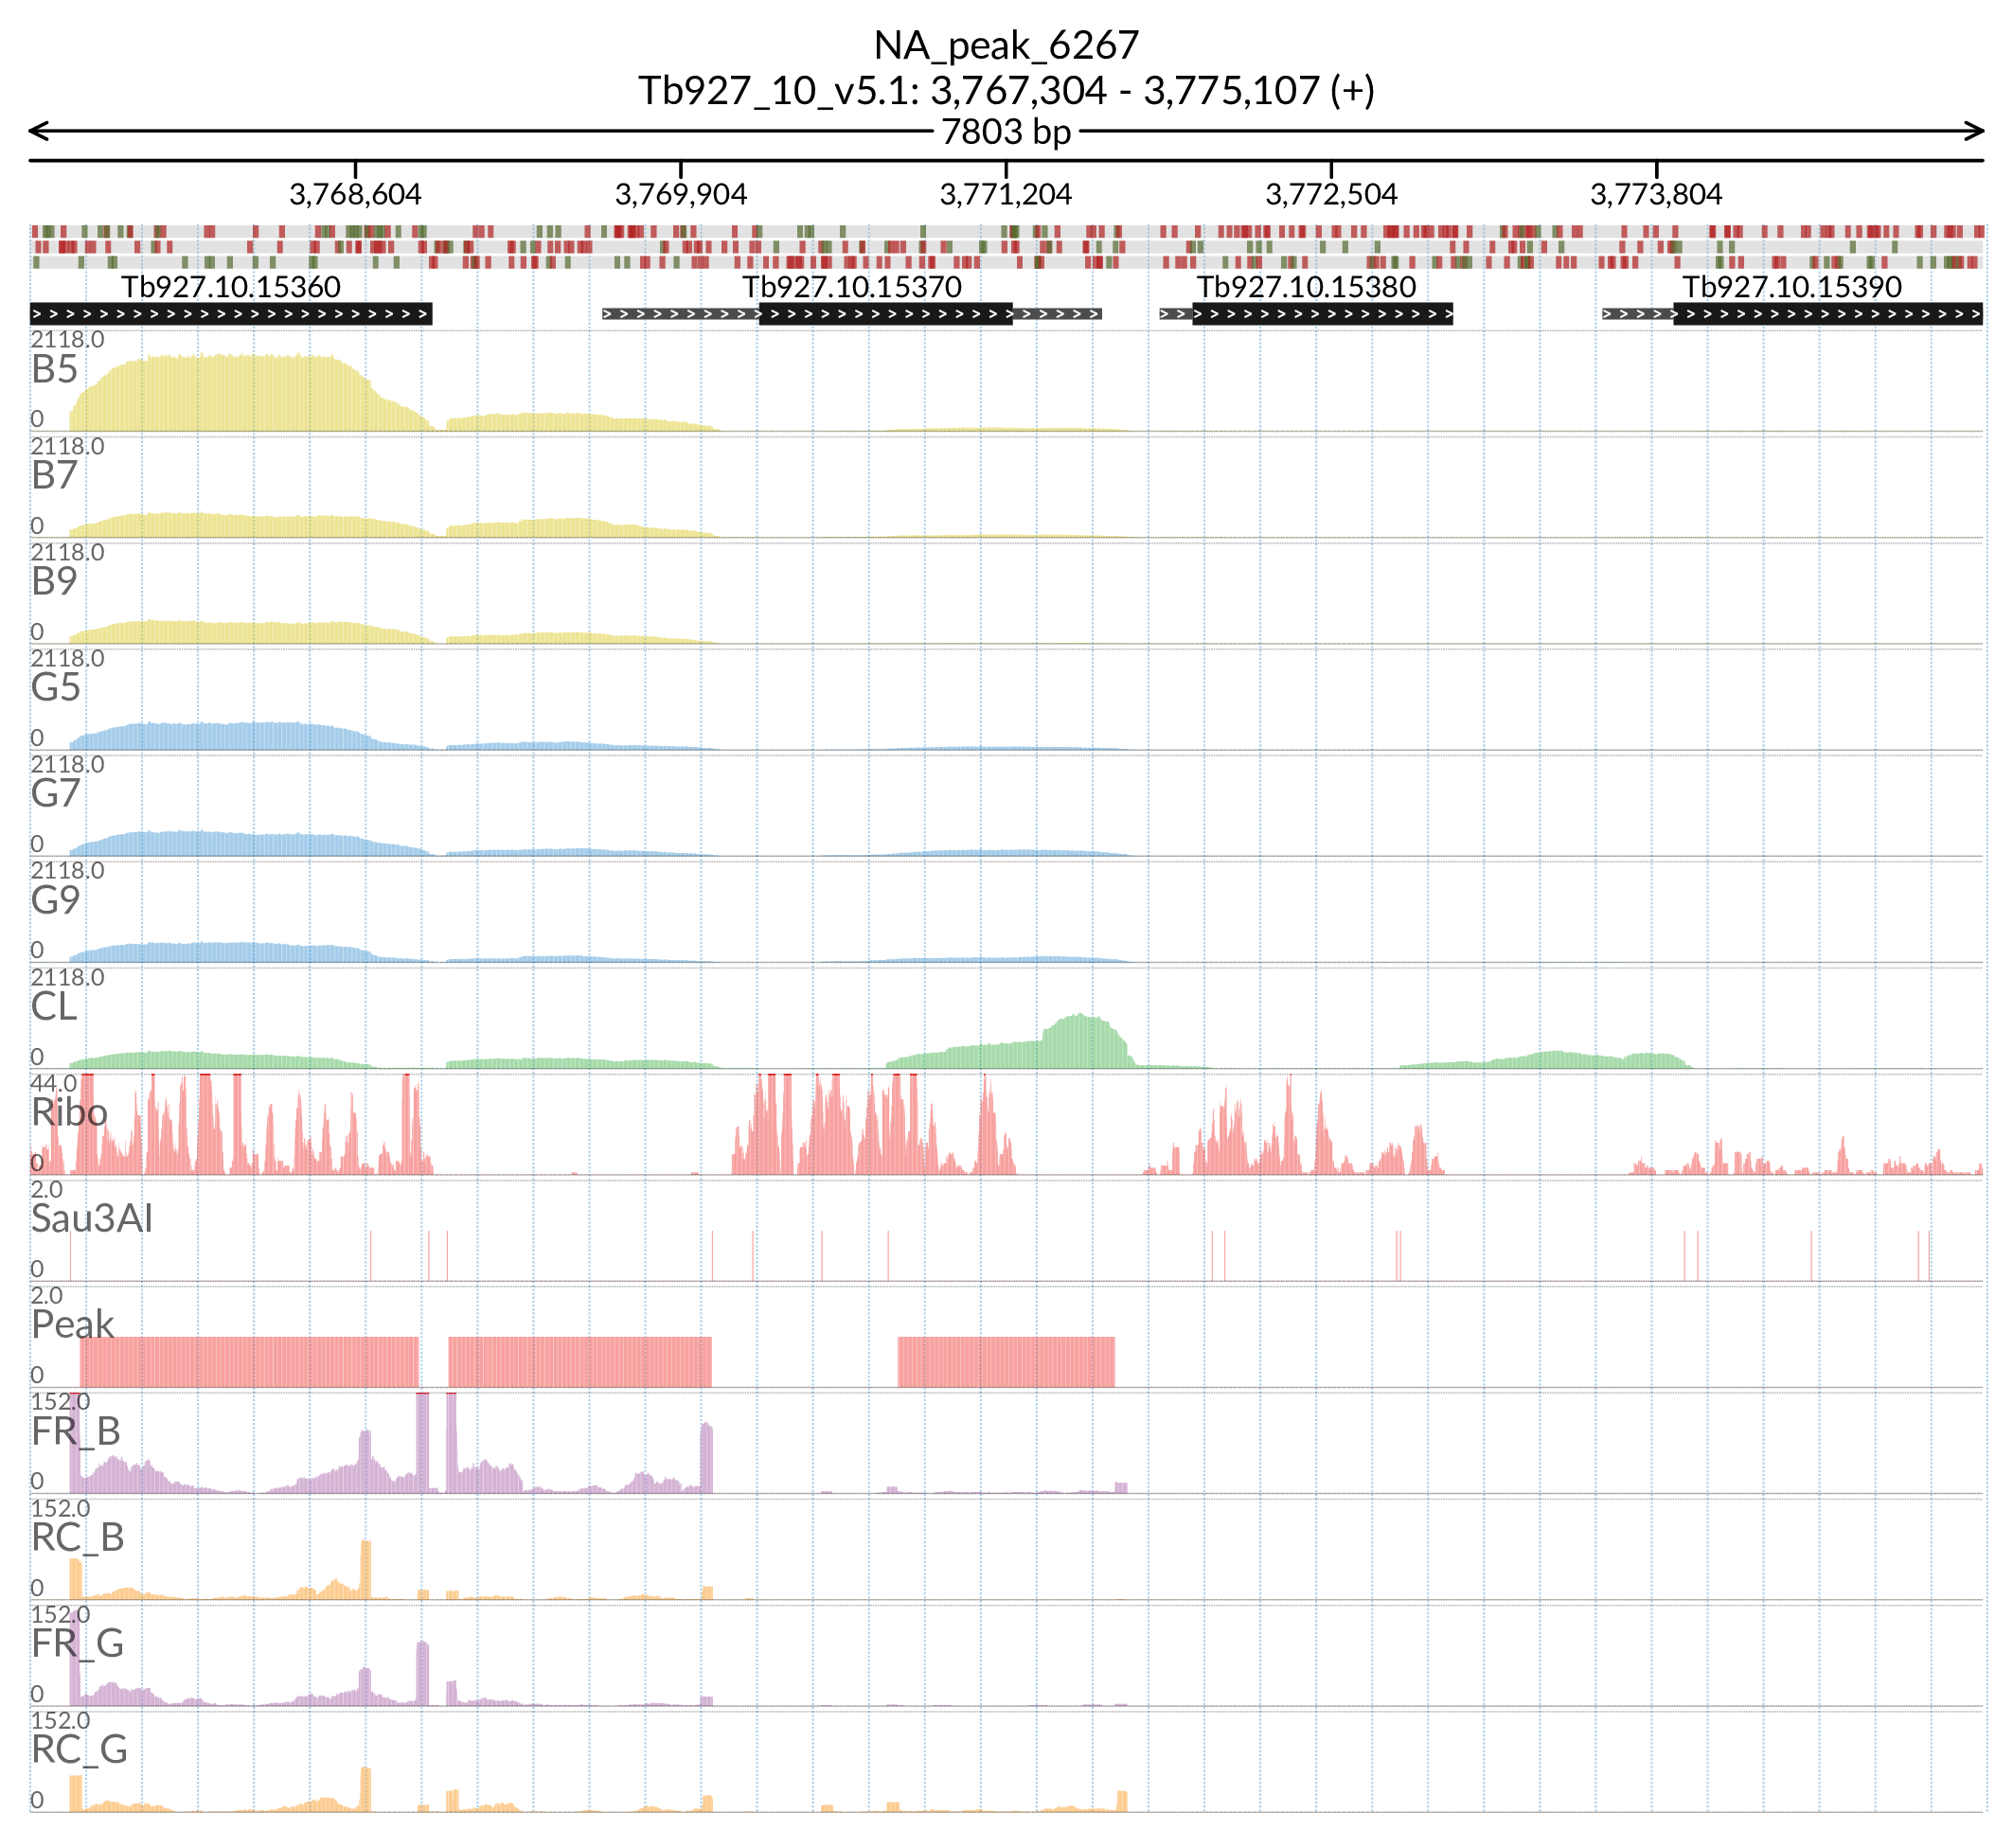 NA_peak_6267
Tb927_10_v5.1: 3,767,304 - 3,775,107 (+)
7803 bp
3,768,604 3,769,904 3,771,204 3,772,504 3,773,804
Tb927.10.15360 Tb927.10.15370 Tb927.10.15380 Tb927.10.15390
2118.0
B5
0
2118.0
B7
0
2118.0
B9
0
2118.0
G5
0
2118.0
G7
0
2118.0
G9
0
2118.0
CL
0
44.0
Ribo
0
2.0
Sau3AI
0
2.0
Peak
0
152.0
FR_B
0
152.0
RC_B
0
152.0
FR_G
0
152.0
RC_G
0